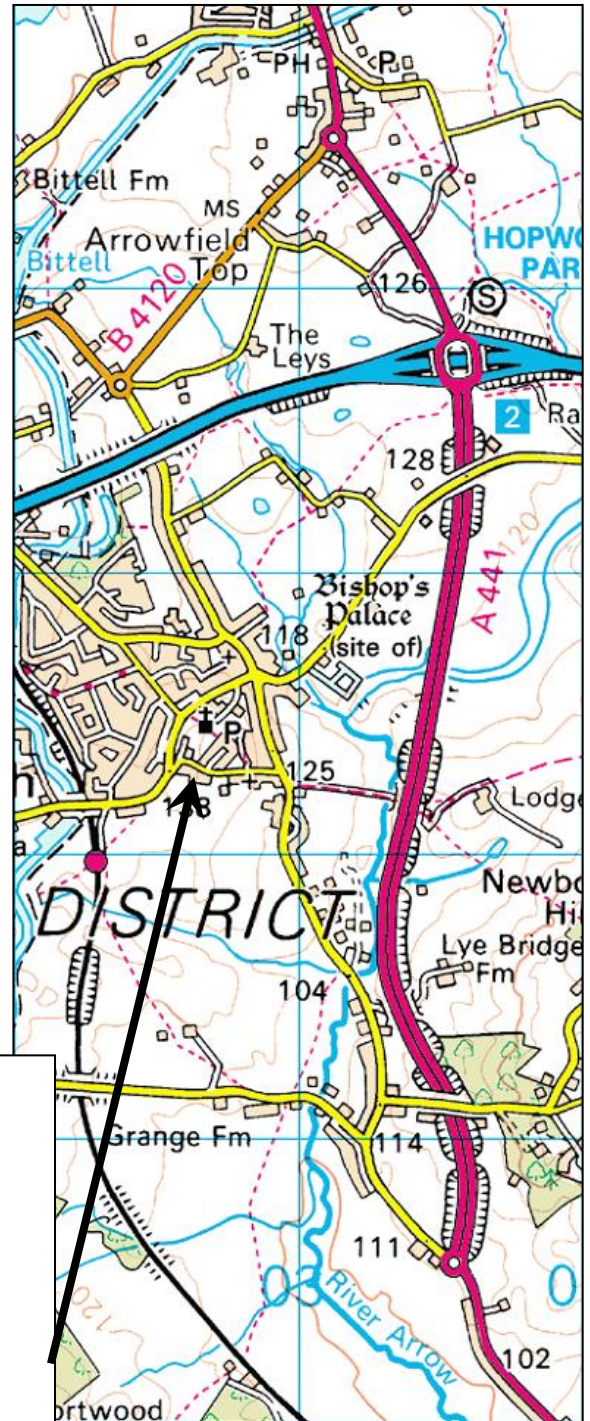 PH
P
Bittell Fm
MS
Arrowfield
Top
Bittell
B 4120
HOPWO
PAR
126
S
The
Leys
2
Ra
128
120
A 441
Bishop's
Palace
(site of)
118
P
125
n
Lodge
a
DISTRICT
Newbo
Hi
Lye Bridge
Fm
104
Grange Fm
114
111
River Arrow
120
102
ortwood